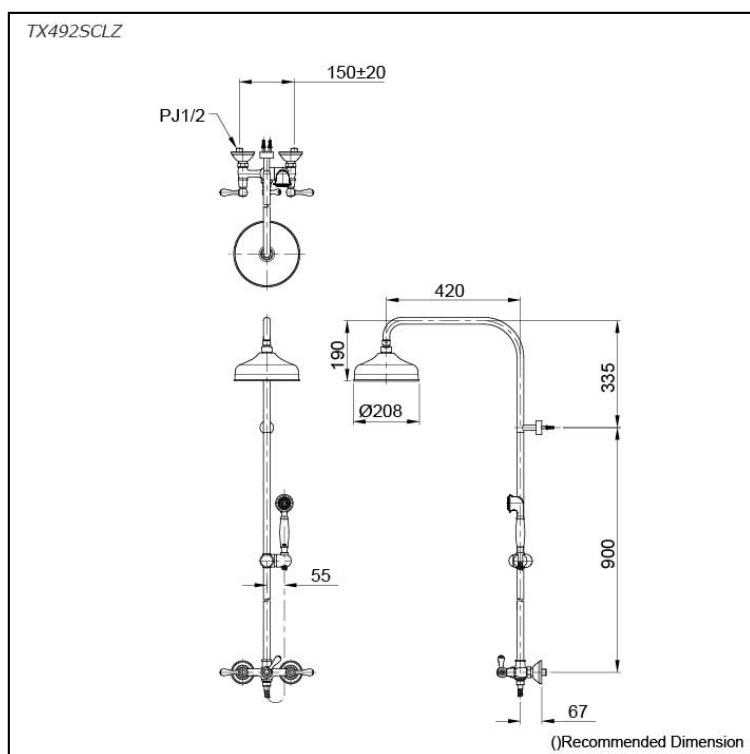 TX492SCLZ
150±20
PJ1/2
420
190
335
Ø208
900
55
67
()Recommended Dimension